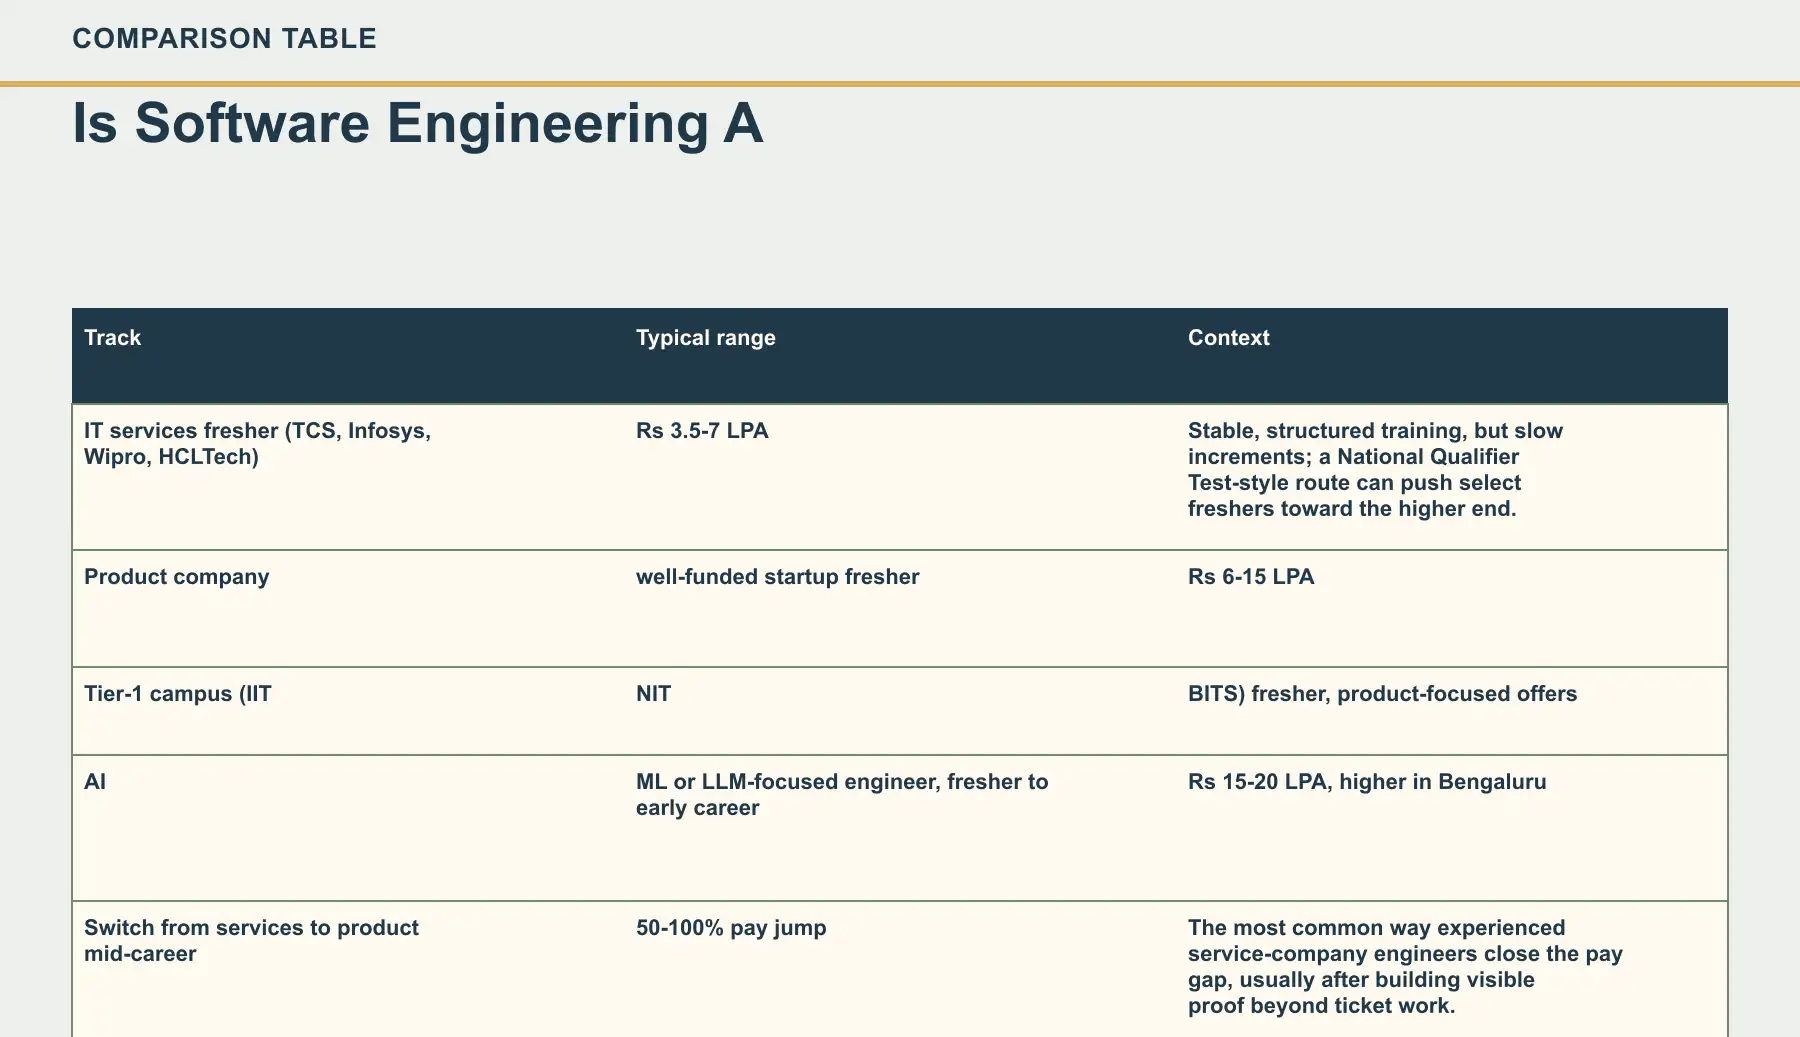 COMPARISON TABLE
Is Software Engineering A
Track Typical range Context
IT services fresher (TCS, Infosys,
Wipro, HCLTech)
Rs 3.5-7 LPA
Stable, structured training, but slow
increments; a National Qualifier
Test-style route can push select
freshers toward the higher end.
Product company
well-funded startup fresher
Rs 6-15 LPA
Tier-1 campus (IIT
NIT
BITS) fresher, product-focused offers
AI
ML or LLM-focused engineer, fresher to
early career
Rs 15-20 LPA, higher in Bengaluru
Switch from services to product
mid-career
50-100% pay jump
The most common way experienced
service-company engineers close the pay
gap, usually after building visible
proof beyond ticket work.